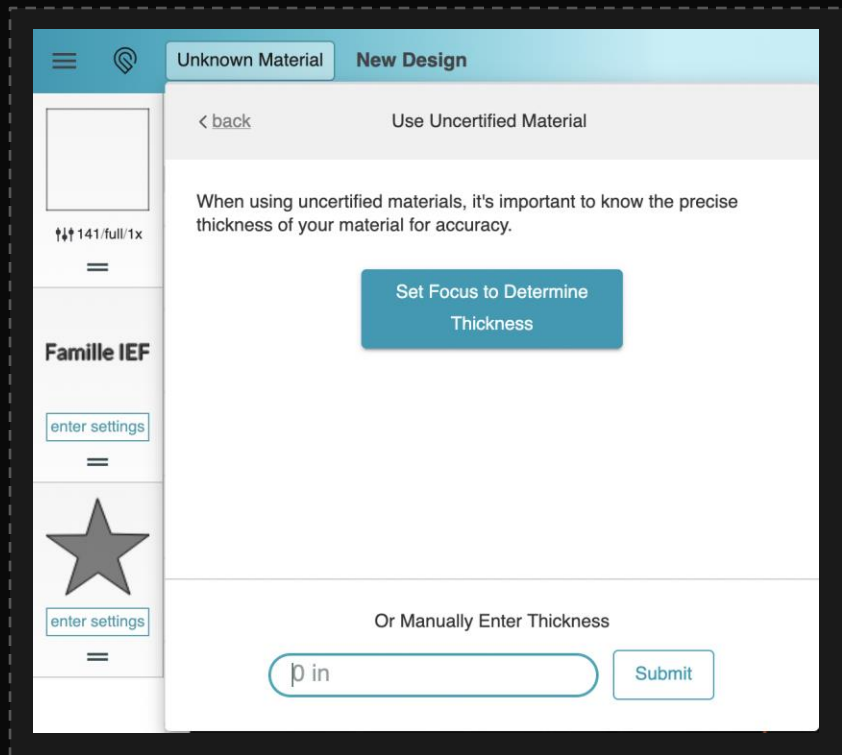 Unknown Material New Design
< back Use Uncertified Material
When using uncertified materials, it's important to know the precise
thickness of your material for accuracy.
141/full/1x
Set Focus to Determine
Thickness
Famille IEF
enter settings
enter settings
Or Manually Enter Thickness
0 in Submit